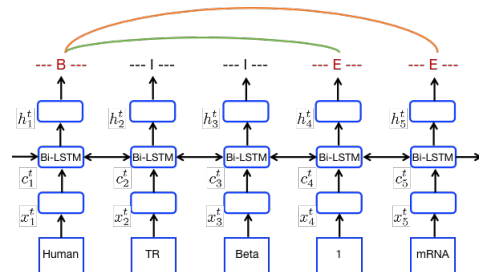 --- B --- --- I --- --- I --- --- E --- --- E ---
h_1^t h_2^t h_3^t h_4^t h_5^t
Bi-LSTM Bi-LSTM Bi-LSTM Bi-LSTM Bi-LSTM
c_1^t c_2^t c_3^t c_4^t c_5^t
x_1^t x_2^t x_3^t x_4^t x_5^t
Human TR Beta 1 mRNA